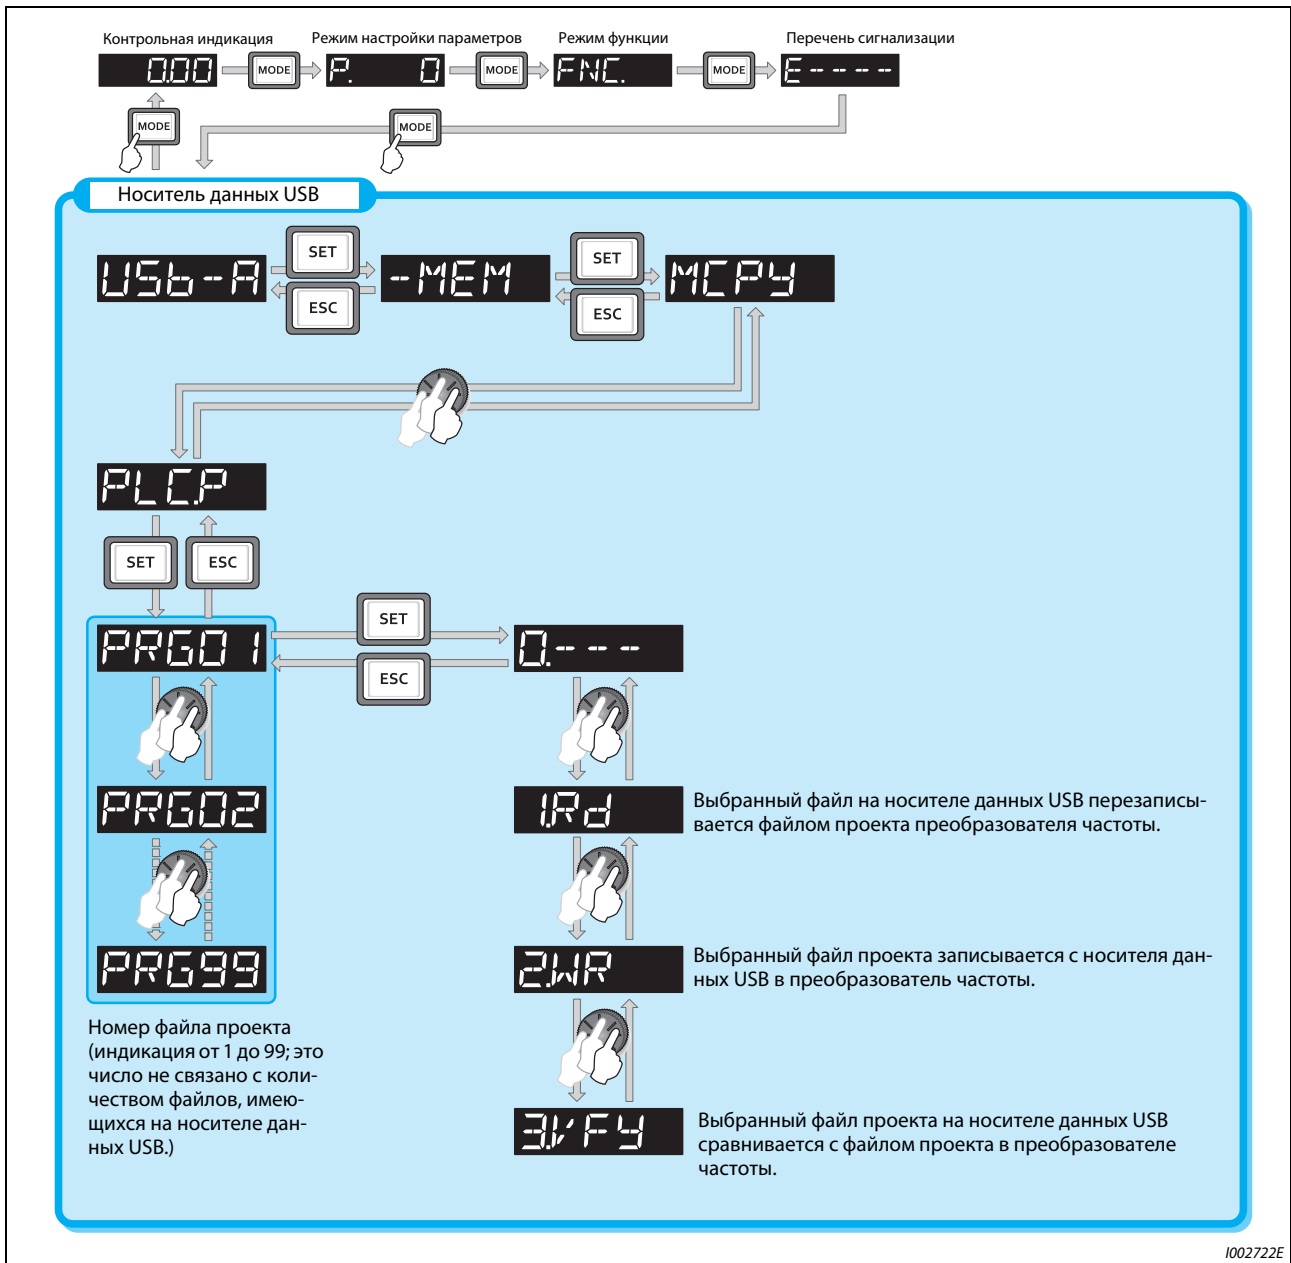 Контрольная индикация
Режим настройки параметров
Режим функции
Перечень сигнализации
0.00
MODE
P. 0
MODE
FNC.
MODE
E----
MODE
MODE
Носитель данных USB
USb-A
SET
ESC
-MEM
SET
ESC
MCPY
PLC.P
SET
ESC
PRG01
SET
ESC
0.---
PRG02
1.Rd
Выбранный файл на носителе данных USB перезаписы-
вается файлом проекта преобразователя частоты.
PRG99
2.WR
Выбранный файл проекта записывается с носителя дан-
ных USB в преобразователь частоты.
Номер файла проекта
(индикация от 1 до 99; это
число не связано с коли-
чеством файлов, имею-
щихся на носителе дан-
ных USB.)
3.VFY
Выбранный файл проекта на носителе данных USB
сравнивается с файлом проекта в преобразователе
частоты.
I002722E